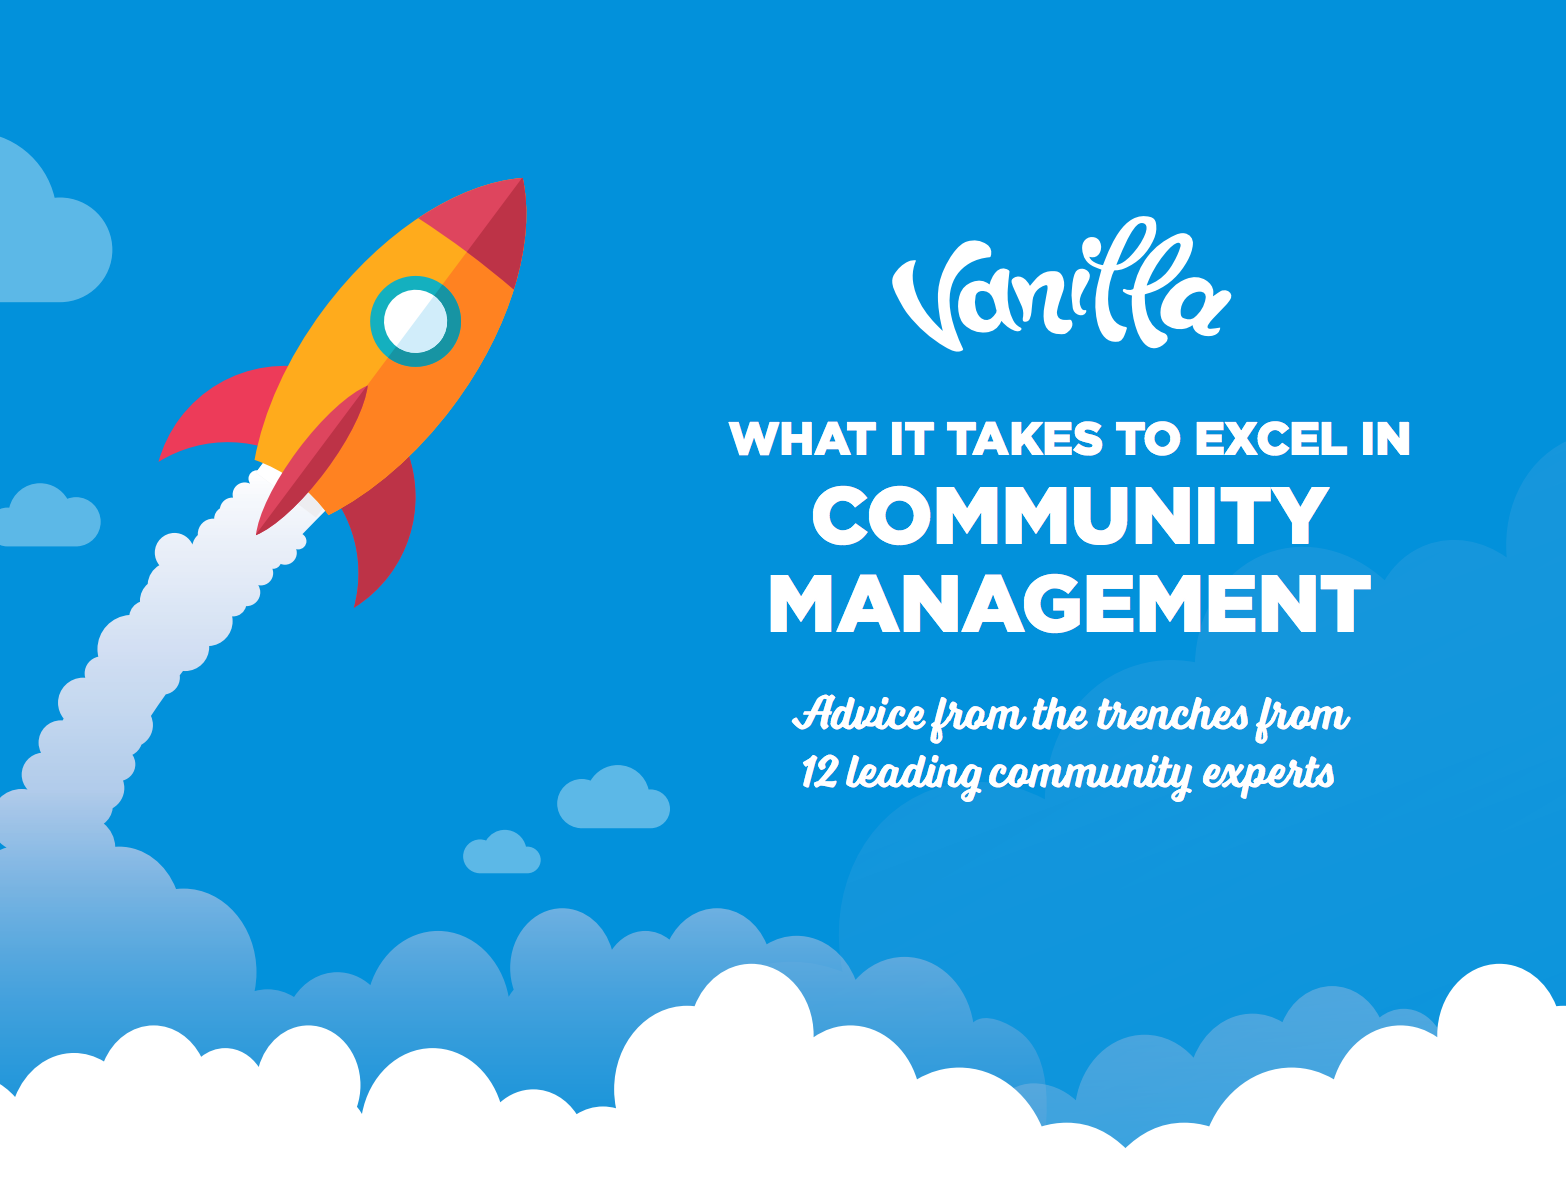 Vanilla
WHAT IT TAKES TO EXCEL IN
COMMUNITY
MANAGEMENT
Advice from the trenches from
12 leading community experts